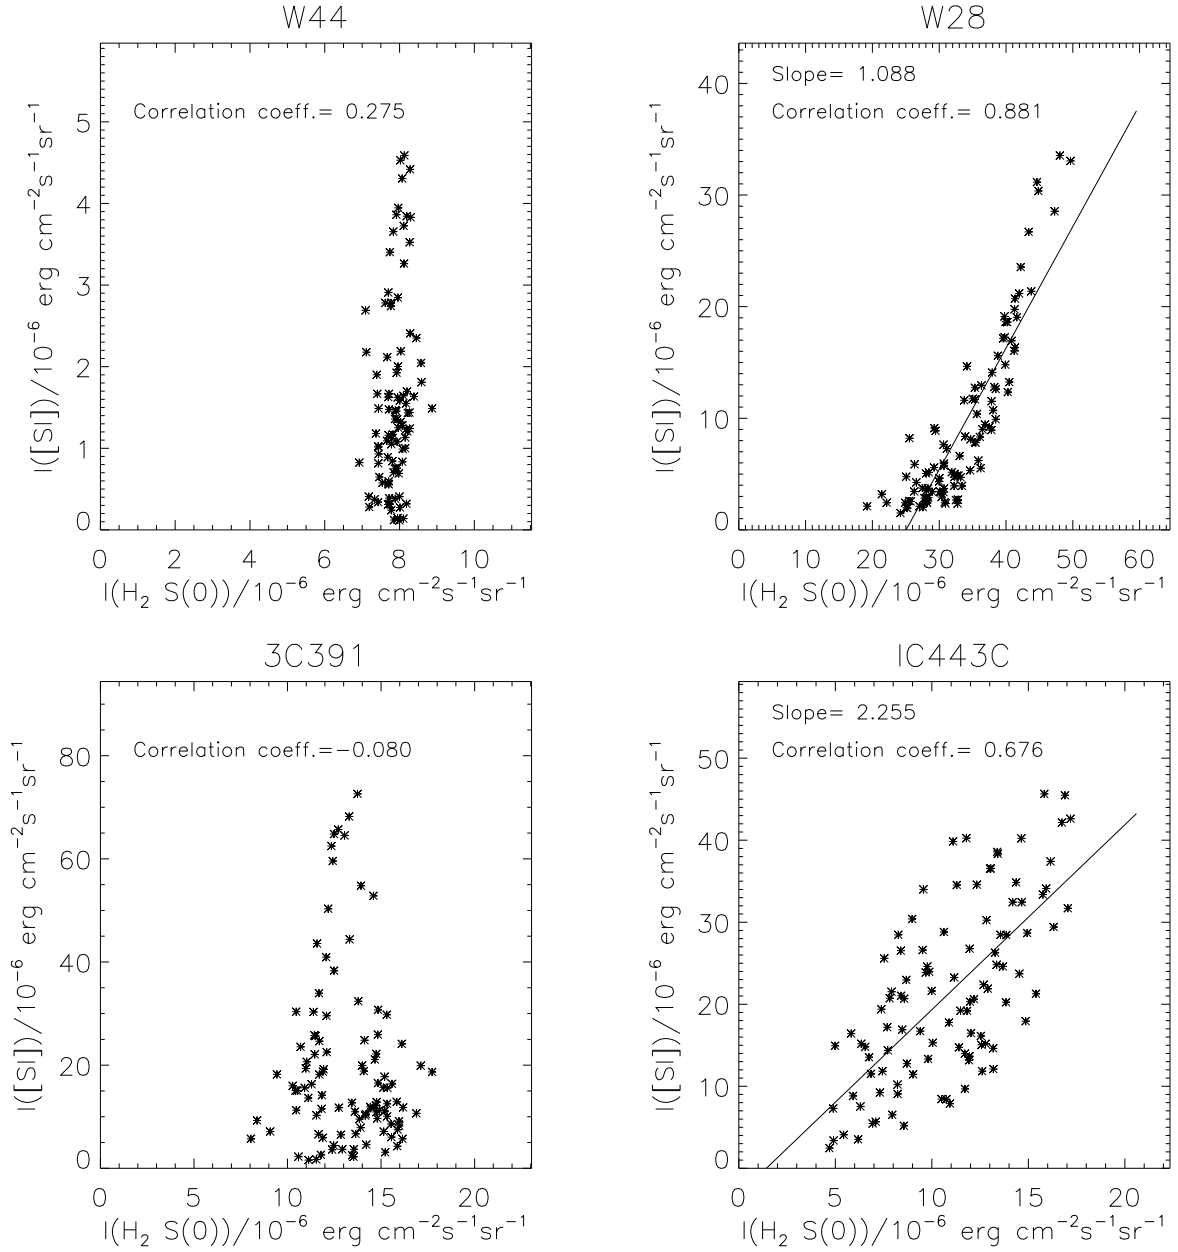 W44
Correlation coeff.= 0.275
I([SI])/10⁻⁶ erg cm⁻²s⁻¹sr⁻¹
5
4
3
2
1
0
0 2 4 6 8 10
I(H₂ S(0))/10⁻⁶ erg cm⁻²s⁻¹sr⁻¹
W28
Slope= 1.088
Correlation coeff.= 0.881
I([SI])/10⁻⁶ erg cm⁻²s⁻¹sr⁻¹
40
30
20
10
0
0 10 20 30 40 50 60
I(H₂ S(0))/10⁻⁶ erg cm⁻²s⁻¹sr⁻¹
3C391
Correlation coeff.=−0.080
I([SI])/10⁻⁶ erg cm⁻²s⁻¹sr⁻¹
80
60
40
20
0
0 5 10 15 20
I(H₂ S(0))/10⁻⁶ erg cm⁻²s⁻¹sr⁻¹
IC443C
Slope= 2.255
Correlation coeff.= 0.676
I([SI])/10⁻⁶ erg cm⁻²s⁻¹sr⁻¹
50
40
30
20
10
0
0 5 10 15 20
I(H₂ S(0))/10⁻⁶ erg cm⁻²s⁻¹sr⁻¹